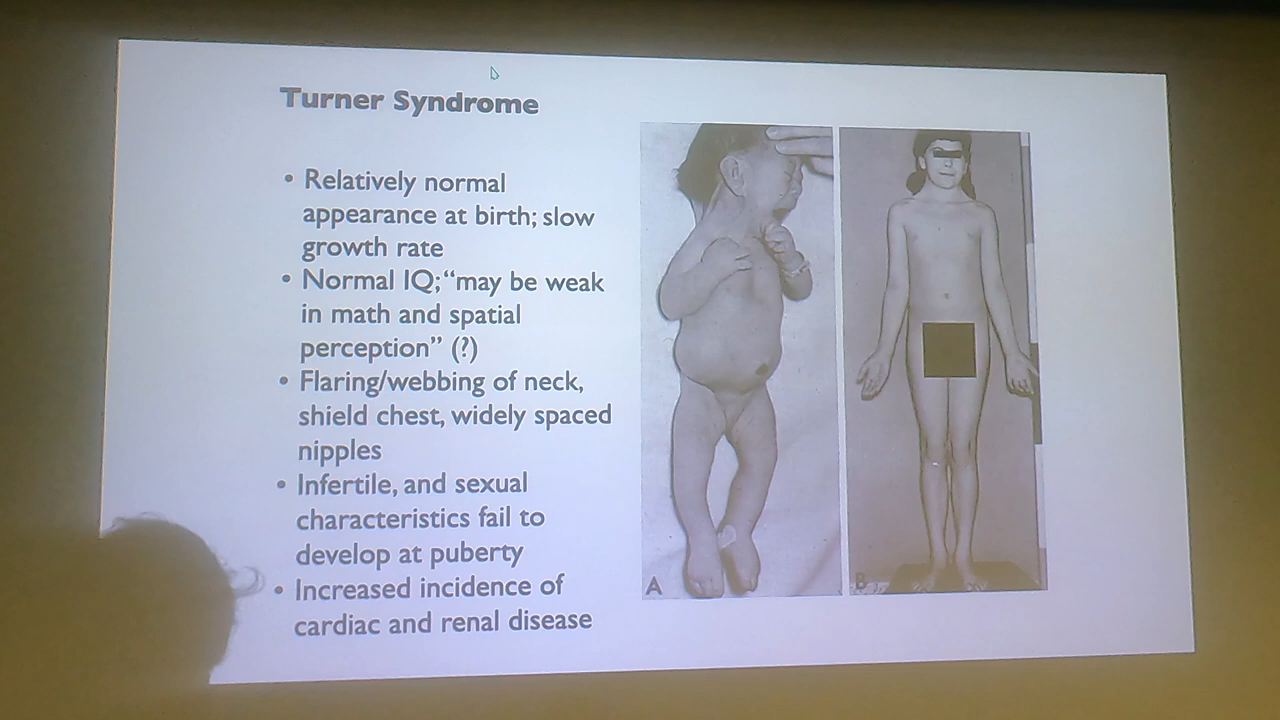 Turner Syndrome
• Relatively normal
appearance at birth; slow
growth rate
• Normal IQ; “may be weak
in math and spatial
perception” (?)
• Flaring/webbing of neck,
shield chest, widely spaced
nipples
• Infertile, and sexual
characteristics fail to
develop at puberty
• Increased incidence of
cardiac and renal disease
A
B